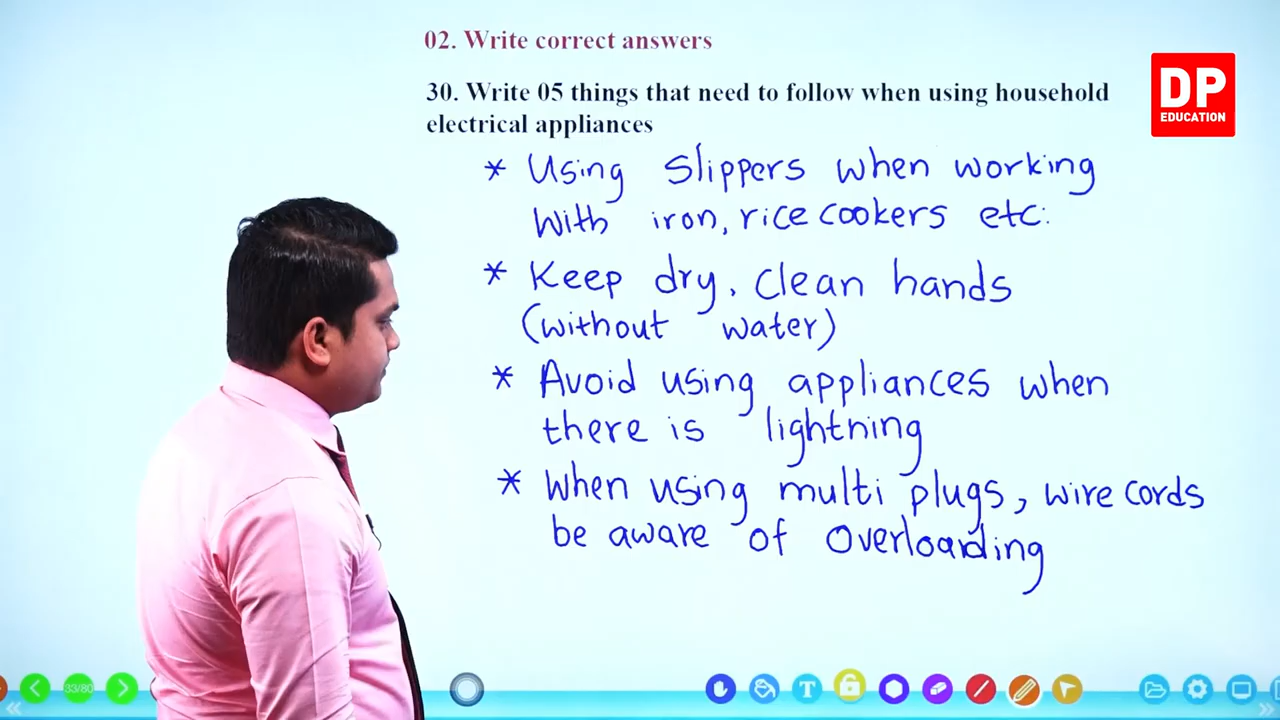 02. Write correct answers
DP
EDUCATION
30. Write 05 things that need to follow when using household
electrical appliances
* Using slippers when working
with iron, rice cookers etc:
* Keep dry, clean hands
(without water)
* Avoid using appliances when
there is lightning
* When using multi plugs, wire cords
be aware of overloading
33/80
T